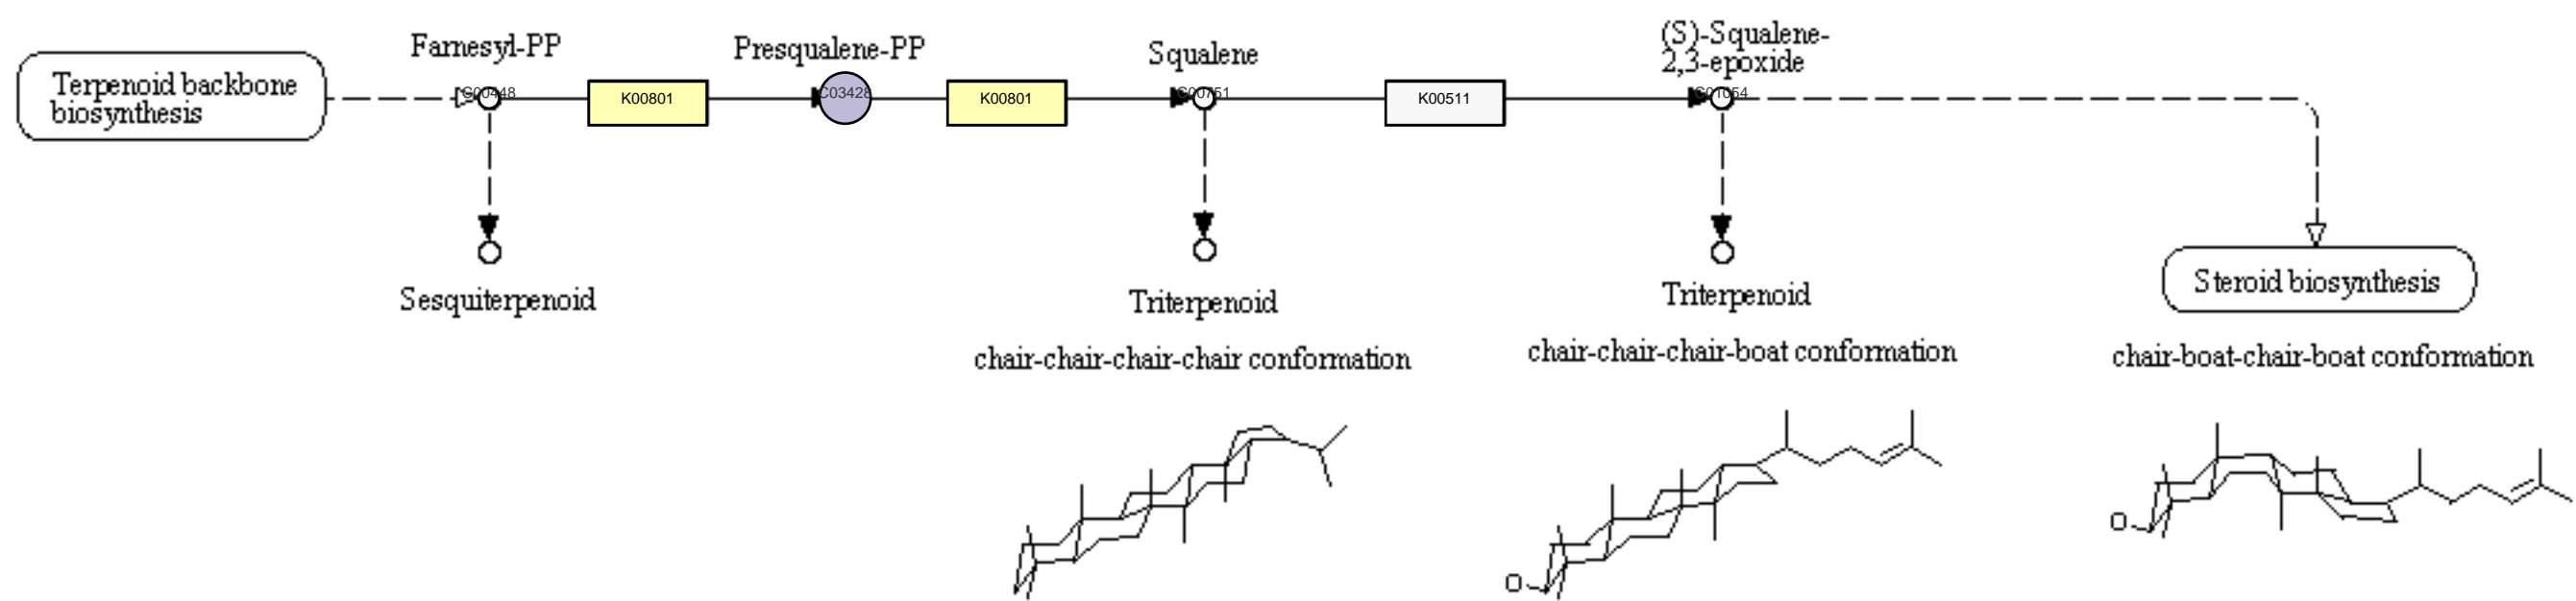 Terpenoid backbone
biosynthesis
Farnesyl-PP
C00448
K00801
Presqualene-PP
C03428
K00801
Squalene
C00751
K00511
(S)-Squalene-
2,3-epoxide
C01054
Sesquiterpenoid
Triterpenoid
chair-chair-chair-chair conformation
Triterpenoid
chair-chair-chair-boat conformation
Steroid biosynthesis
chair-boat-chair-boat conformation
O
O